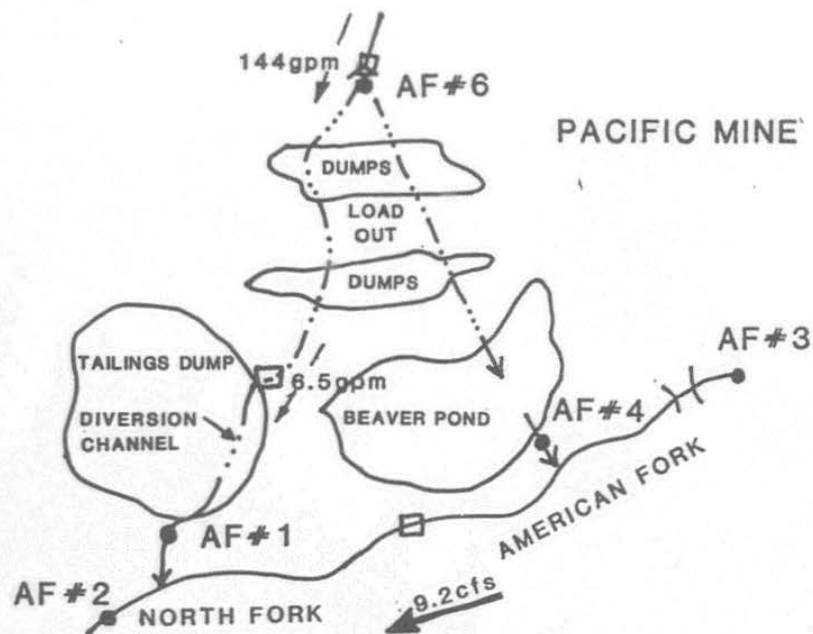 144gpm
AF#6
PACIFIC MINE
DUMPS
LOAD
OUT
DUMPS
TAILINGS DUMP
6.5gpm
AF#3
DIVERSION
CHANNEL
BEAVER POND
AF#4
AF#1
AMERICAN FORK
AF#2
NORTH FORK
9.2cfs